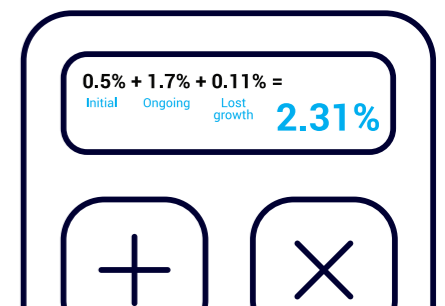 0.5% + 1.7% + 0.11% =
Initial Ongoing Lost
growth
2.31%